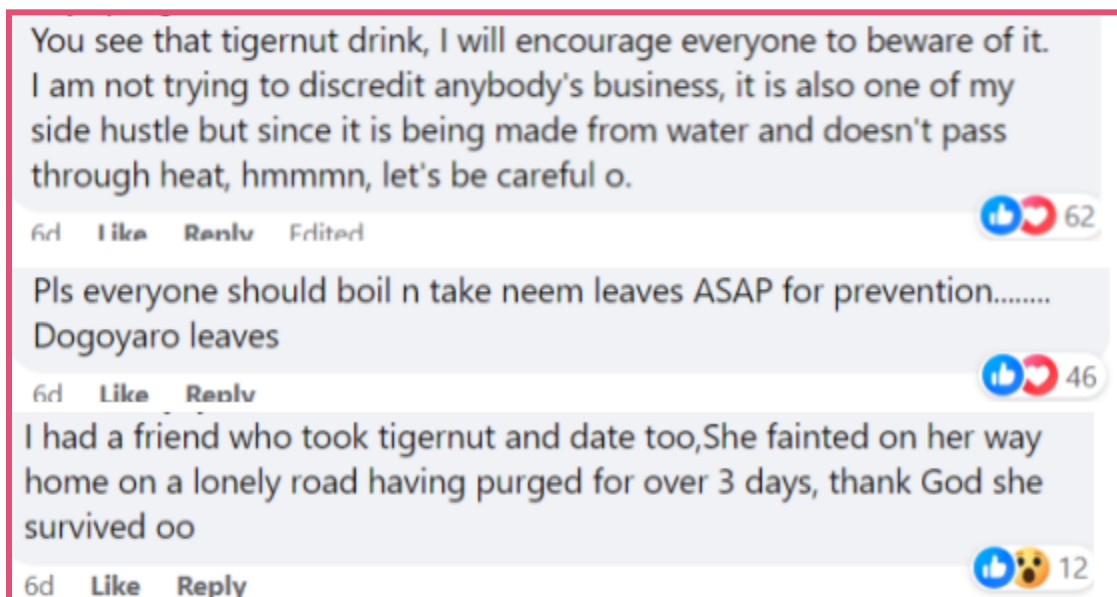 You see that tigernut drink, I will encourage everyone to beware of it.
I am not trying to discredit anybody's business, it is also one of my
side hustle but since it is being made from water and doesn't pass
through heat, hmmmn, let's be careful o.
62
6d Like Reply Edited
Pls everyone should boil n take neem leaves ASAP for prevention........
Dogoyaro leaves
46
6d Like Reply
I had a friend who took tigernut and date too,She fainted on her way
home on a lonely road having purged for over 3 days, thank God she
survived oo
12
6d Like Reply